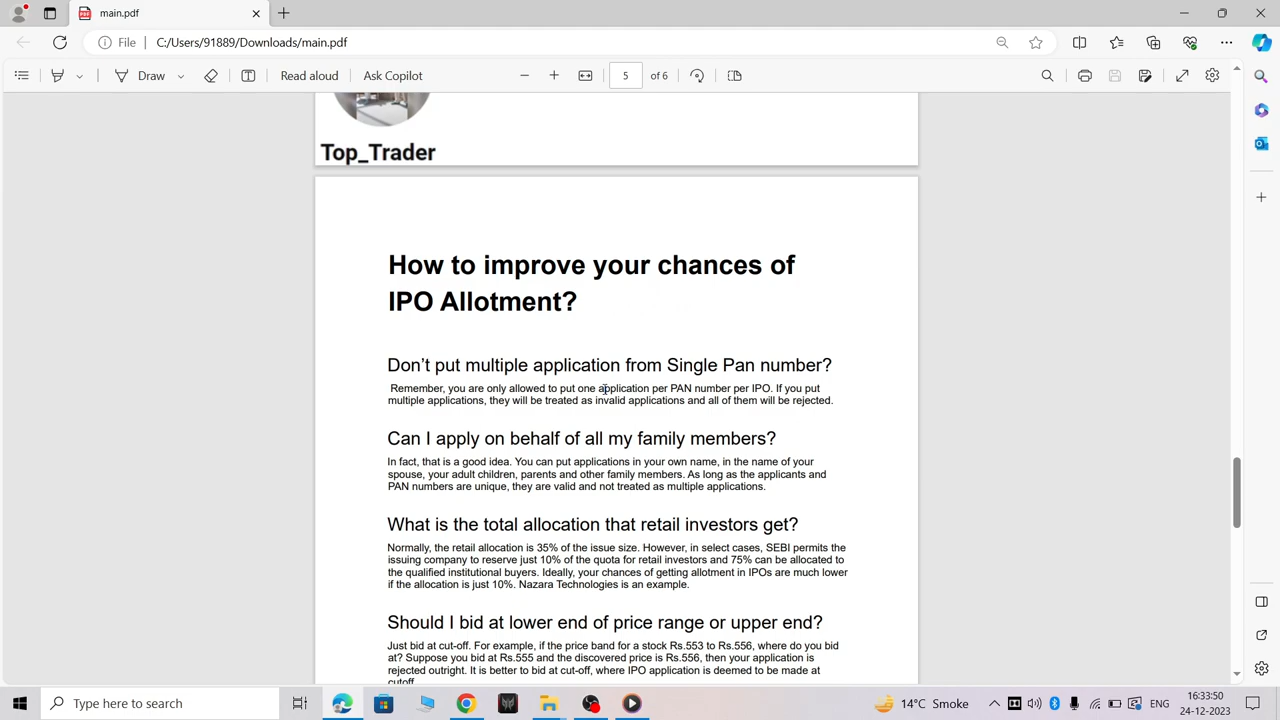 main.pdf
File
C:/Users/91889/Downloads/main.pdf
Draw
Read aloud
Ask Copilot
5
of 6
Top_Trader
How to improve your chances of
IPO Allotment?
Don’t put multiple application from Single Pan number?
Remember, you are only allowed to put one application per PAN number per IPO. If you put
multiple applications, they will be treated as invalid applications and all of them will be rejected.
Can I apply on behalf of all my family members?
In fact, that is a good idea. You can put applications in your own name, in the name of your
spouse, your adult children, parents and other family members. As long as the applicants and
PAN numbers are unique, they are valid and not treated as multiple applications.
What is the total allocation that retail investors get?
Normally, the retail allocation is 35% of the issue size. However, in select cases, SEBI permits the
issuing company to reserve just 10% of the quota for retail investors and 75% can be allocated to
the qualified institutional buyers. Ideally, your chances of getting allotment in IPOs are much lower
if the allocation is just 10%. Nazara Technologies is an example.
Should I bid at lower end of price range or upper end?
Just bid at cut-off. For example, if the price band for a stock Rs.553 to Rs.556, where do you bid
at? Suppose you bid at Rs.555 and the discovered price is Rs.556, then your application is
rejected outright. It is better to bid at cut-off, where IPO application is deemed to be made at
cutoff
Type here to search
14°C Smoke
ENG
16:33:50
24-12-2023